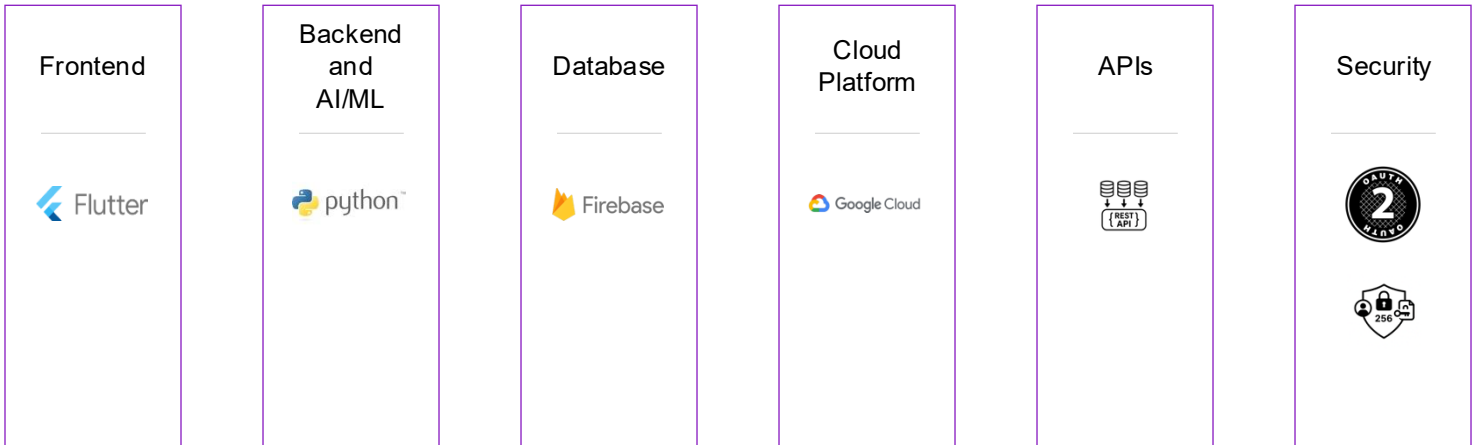 Frontend
Flutter
Backend
and
AI/ML
python™
Database
Firebase
Cloud
Platform
Google Cloud
APIs
{ REST
API }
Security
OAUTH
2
OAUTH
256